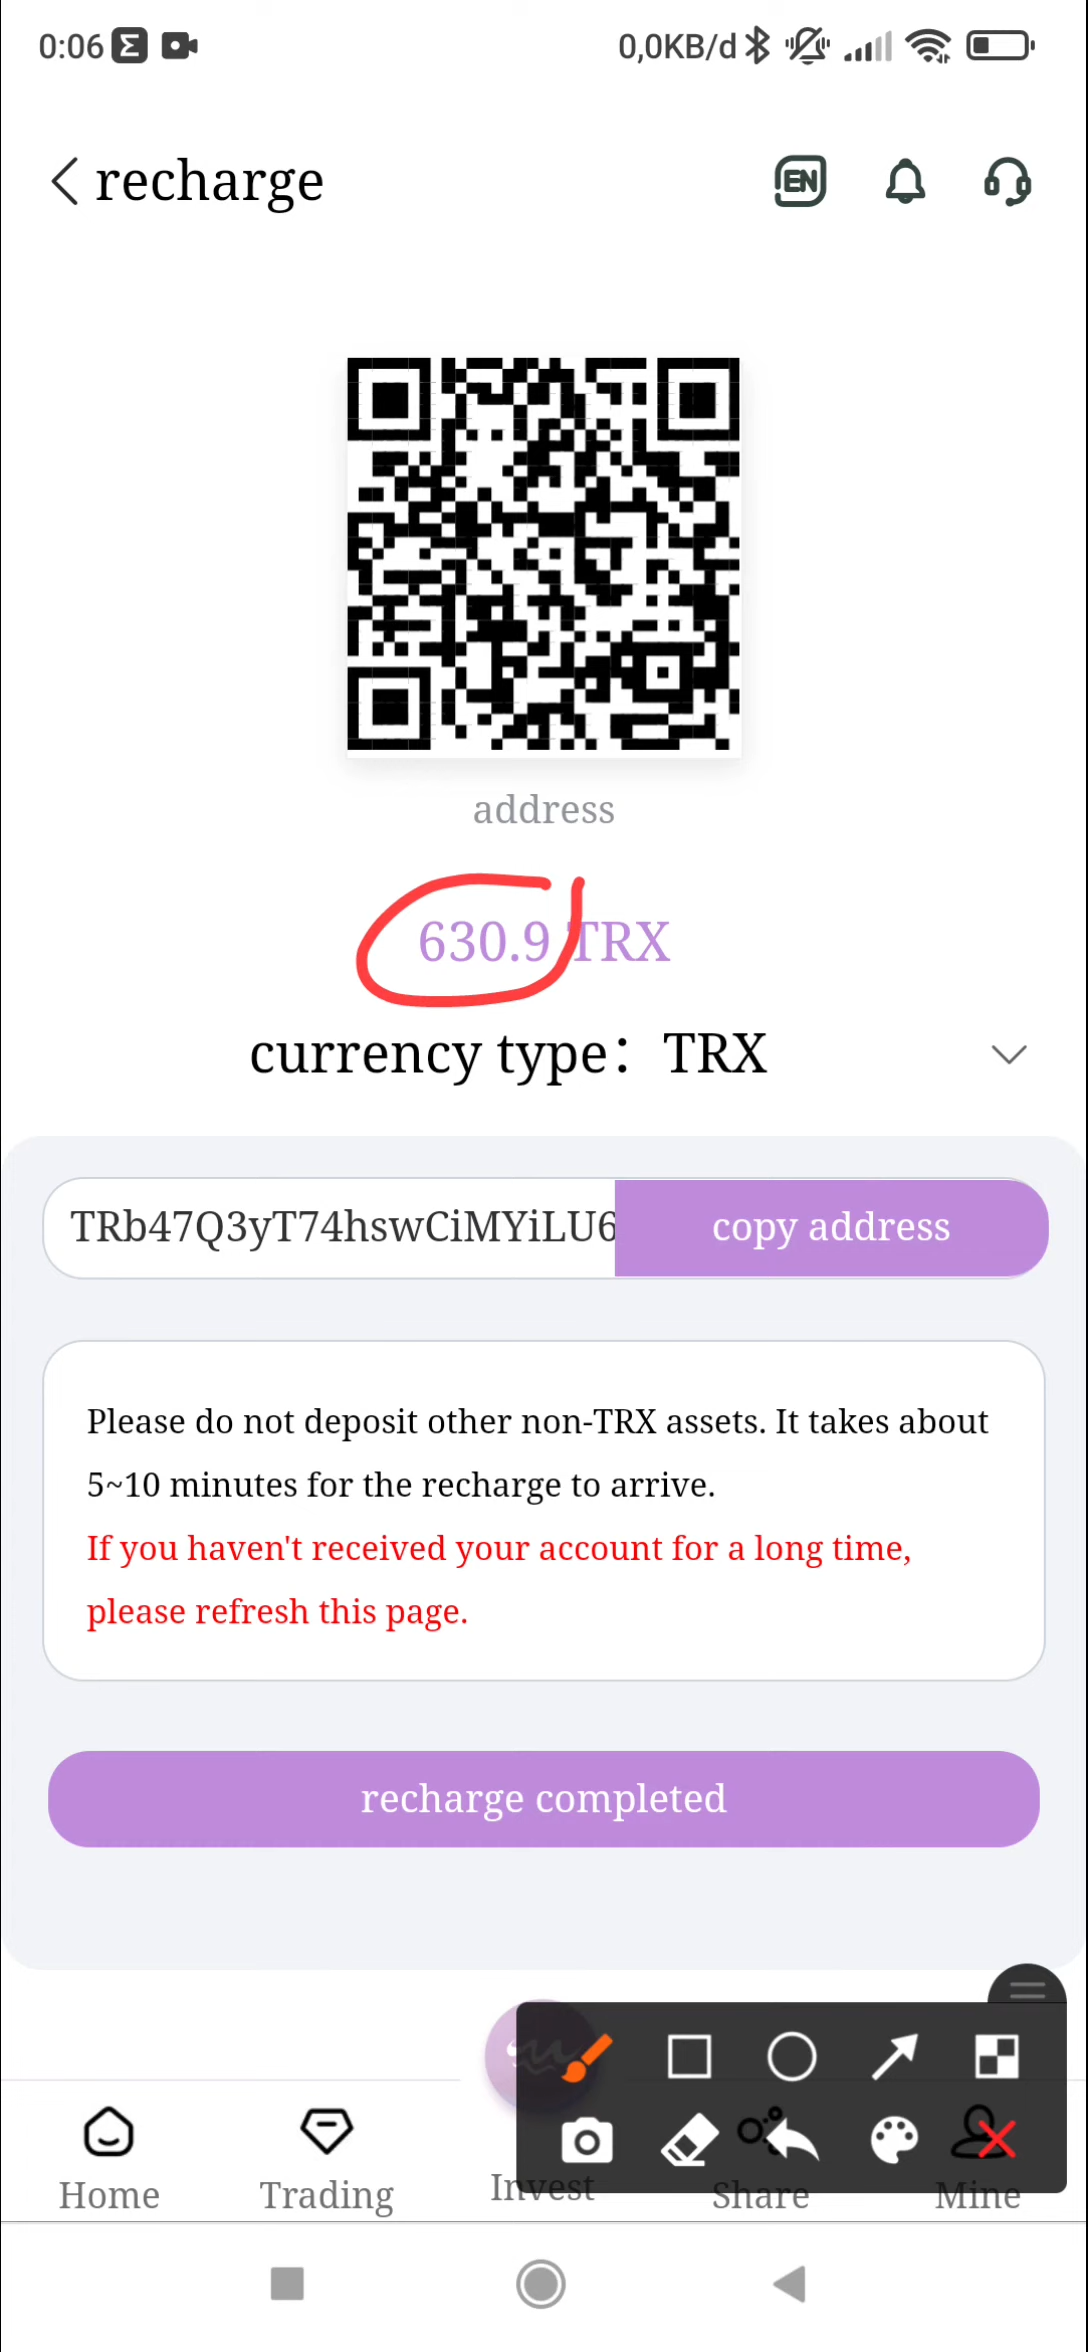 0:06
0,0KB/d
recharge
EN
address
630.9 TRX
currency type： TRX
TRb47Q3yT74hswCiMYiLU6
copy address
Please do not deposit other non-TRX assets. It takes about
5~10 minutes for the recharge to arrive.
If you haven't received your account for a long time,
please refresh this page.
recharge completed
Home
Trading
Invest
Share
Mine